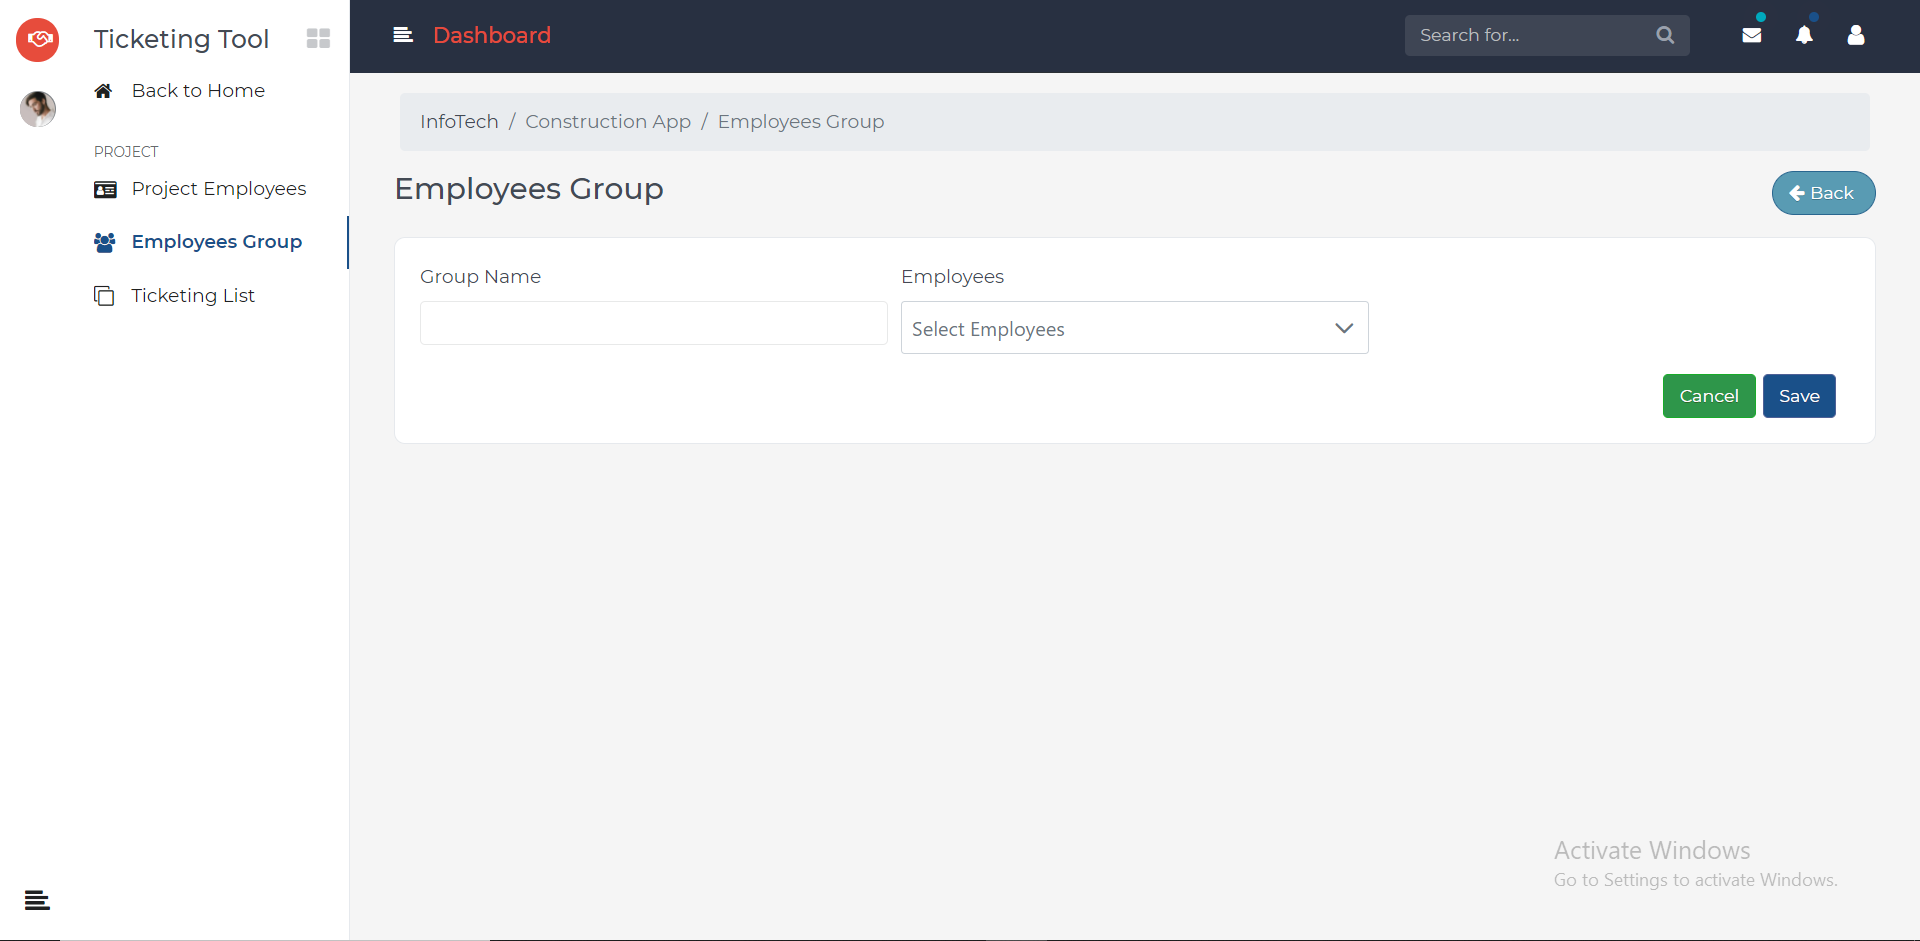 Ticketing Tool
Back to Home
PROJECT
Project Employees
Employees Group
Ticketing List
Dashboard
Search for...
InfoTech / Construction App / Employees Group
Employees Group
Back
Group Name
Employees
Select Employees
Cancel
Save
Activate Windows
Go to Settings to activate Windows.